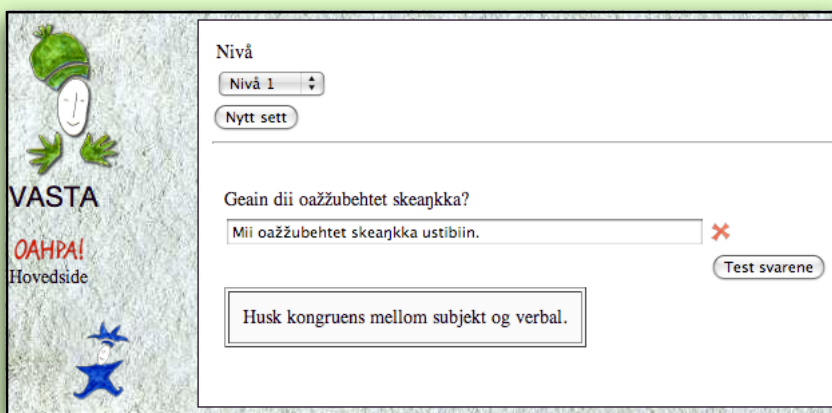 VASTA
OAHPA!
Hovedside
Nivå
Nivå 1
Nytt sett
Geain dii oažžubehtet skeaŋkka?
Mii oažžubehtet skeaŋkka ustibiin.
Test svarene
Husk kongruens mellom subjekt og verbal.